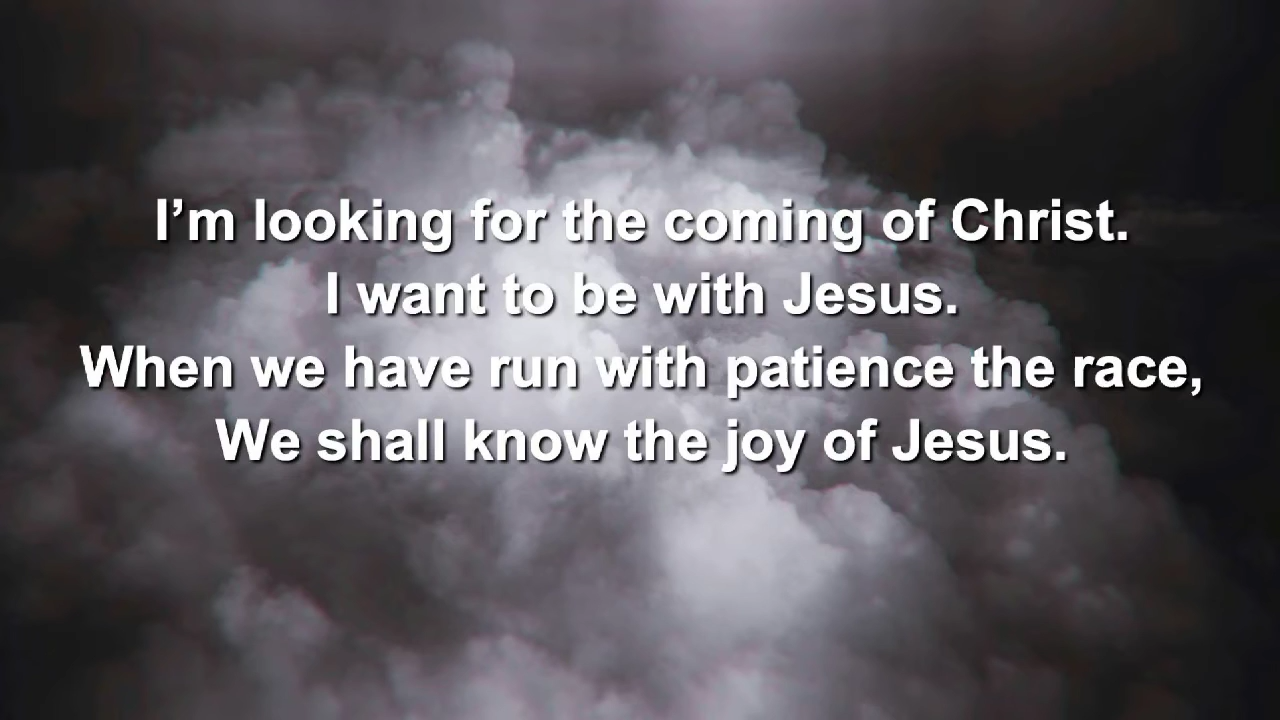 I’m looking for the coming of Christ.
I want to be with Jesus.
When we have run with patience the race,
We shall know the joy of Jesus.